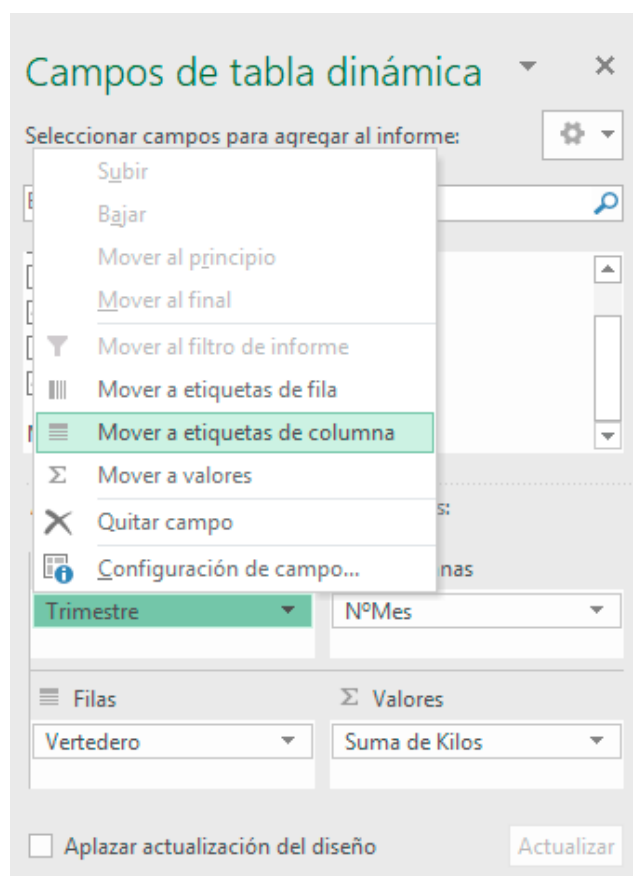 Campos de tabla dinámica
Seleccionar campos para agregar al informe:
Subir
Bajar
Mover al principio
Mover al final
Mover al filtro de informe
Mover a etiquetas de fila
Mover a etiquetas de columna
Mover a valores
s:
Quitar campo
Configuración de campo...
nas
Trimestre
NºMes
Filas
Σ Valores
Vertedero
Suma de Kilos
Aplazar actualización del diseño
Actualizar